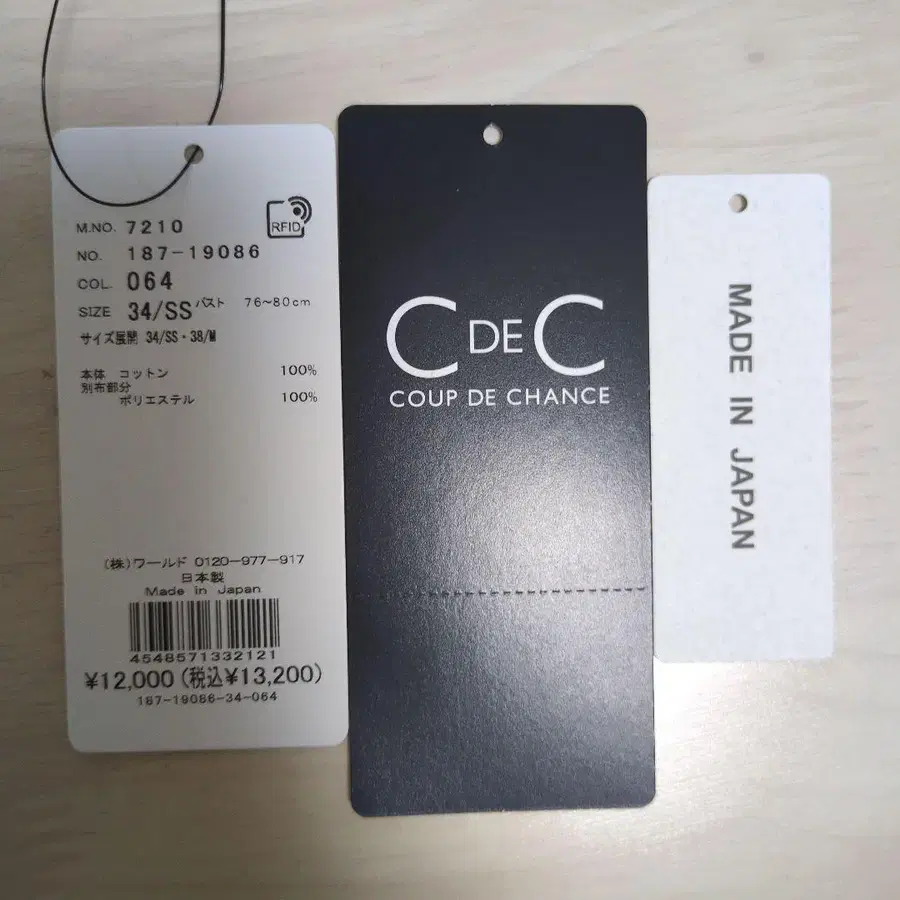 RFID
M.NO. 7210
NO. 187-19086
COL. 064
SIZE 34/SS バスト 76~80cm
サイズ展開 34/SS・38/M
本体 コットン 100%
別布部分
ポリエステル 100%
(株)ワールド 0120-977-917
日本製
Made in Japan
4548571332121
¥12,000 (税込¥13,200)
187-19086-34-064
C DE C
COUP DE CHANCE
MADE IN JAPAN